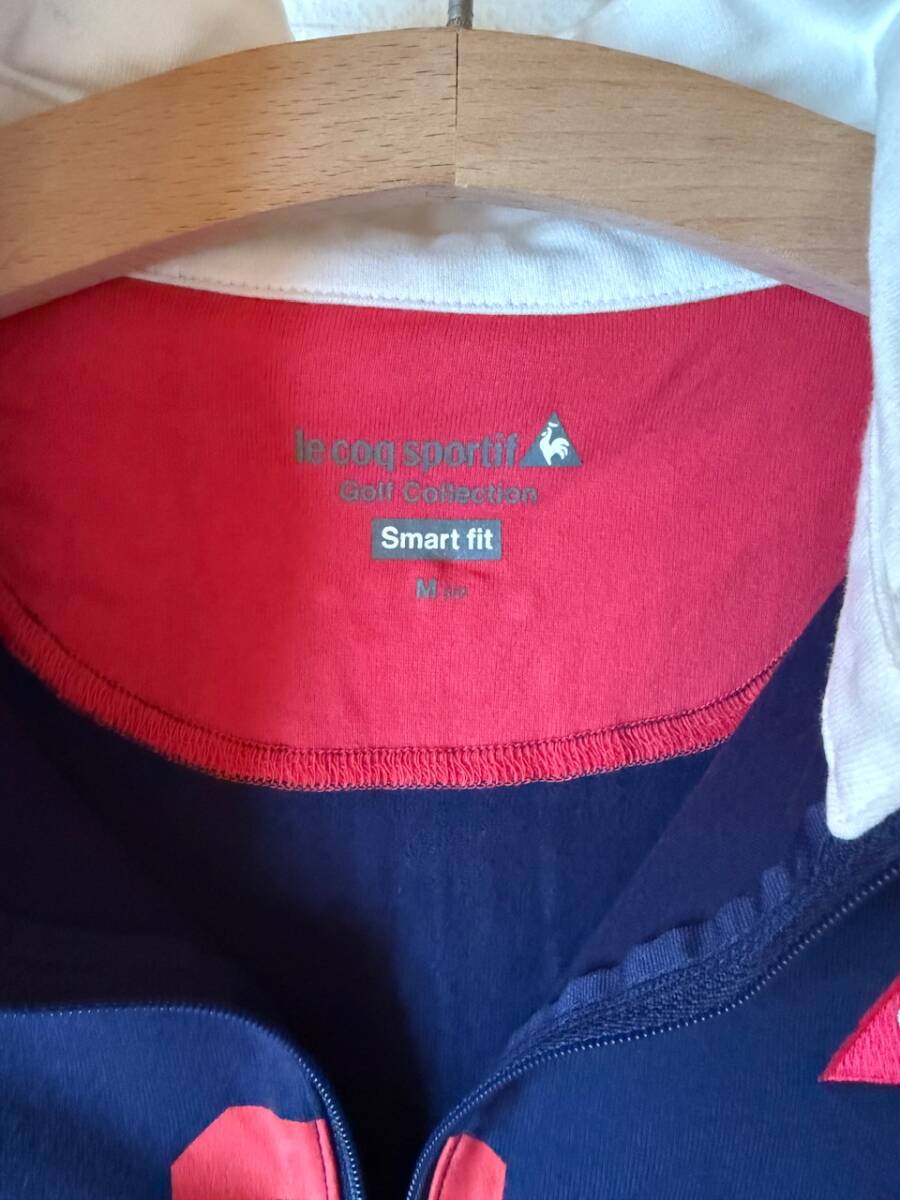 le coq sportif
Golf Collection
Smart fit
M